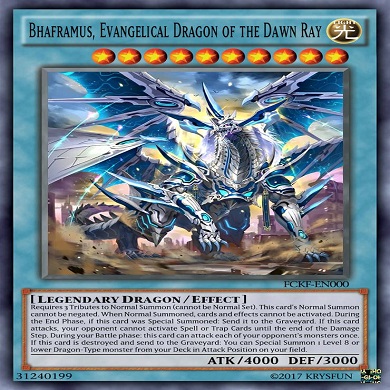 BHAFRAMUS, EVANGELICAL DRAGON OF THE DAWN RAY
LIGHT
光
FCKF-EN000
[LEGENDARY DRAGON / EFFECT]
Requires 3 Tributes to Normal Summon (cannot be Normal Set). This card's Normal Summon
cannot be negated. When Normal Summoned, cards and effects cannot be activated. During
the End Phase, if this card was Special Summoned: Send it to the Graveyard. If this card
attacks, your opponent cannot activate Spell or Trap Cards until the end of the Damage
Step. During your Battle phase: this card can attack each of your opponent's monsters once.
If this card is destroyed and send to the Graveyard: You can Special Summon 1 Level 8 or
lower Dragon-Type monster from your Deck in Attack Position on your field.
ATK/4000 DEF/3000
31240199
©2017 KRYSFUN